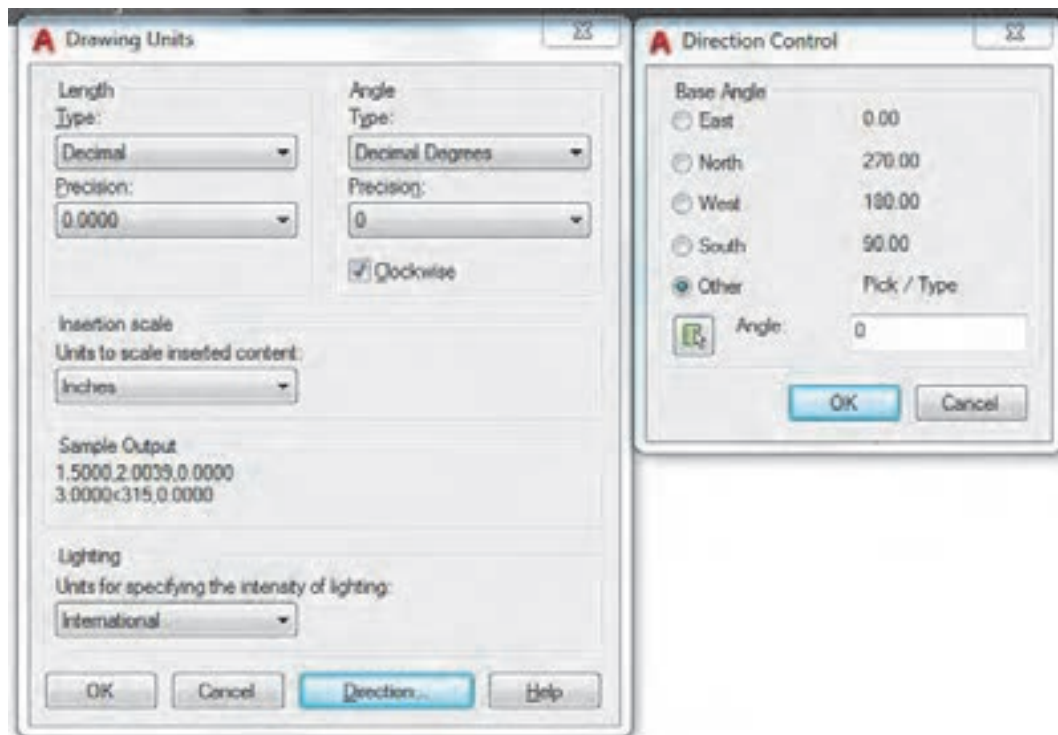 Drawing Units
Length
Type:
Decimal
Precision:
0.0000
Angle
Type:
Decimal Degrees
Precision:
0
Clockwise
Insertion scale
Units to scale inserted content:
Inches
Sample Output
1.5000,2.0039,0.0000
3.0000<315,0.0000
Lighting
Units for specifying the intensity of lighting:
International
OK Cancel Direction... Help
Direction Control
Base Angle
East 0.00
North 270.00
West 180.00
South 90.00
Other Pick / Type
Angle: 0
OK Cancel